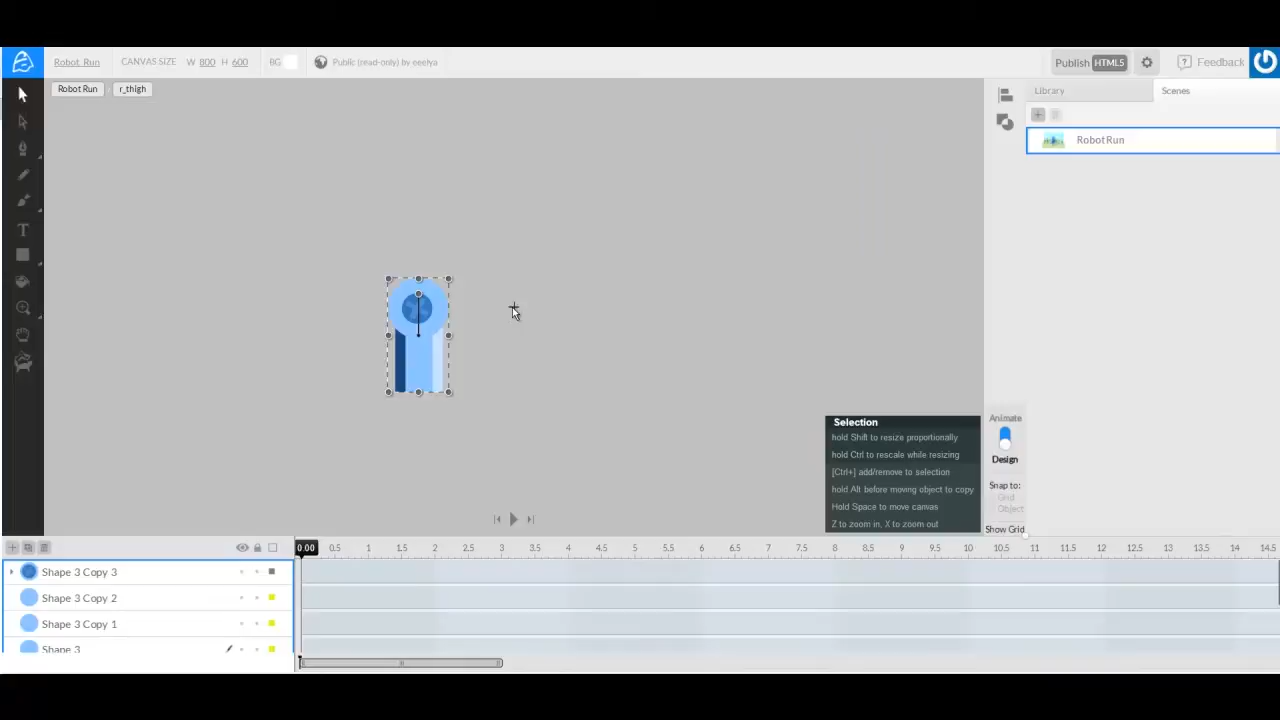 Robot Run
CANVAS SIZE W 800 H 600
BG
Public (read-only) by eeelya
Publish HTML5
Feedback
Robot Run
r_thigh
Library
Scenes
RobotRun
Selection
hold Shift to resize proportionally
hold Ctrl to rescale while resizing
[Ctrl+] add/remove to selection
hold Alt before moving object to copy
Hold Space to move canvas
Z to zoom in, X to zoom out
Animate
Design
Snap to:
Grid
Object
Show Grid
0.00 0.5 1 1.5 2 2.5 3 3.5 4 4.5 5 5.5 6 6.5 7 7.5 8 8.5 9 9.5 10 10.5 11 11.5 12 12.5 13 13.5 14 14.5
Shape 3 Copy 3
Shape 3 Copy 2
Shape 3 Copy 1
Shape 3